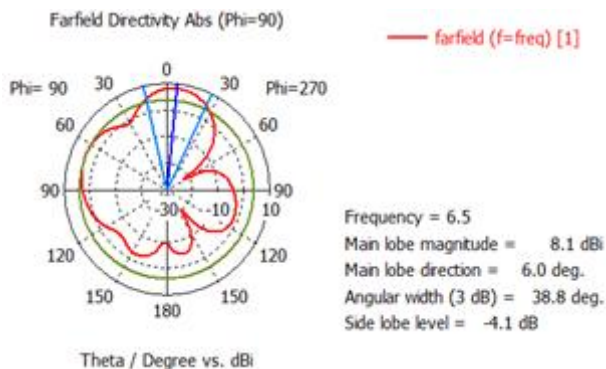 Farfield Directivity Abs (Phi=90)
farfield (f=freq) [1]
Phi= 90 30 0 30 Phi=270
60 60
90 -30 -10 10 90
120 120
150 180 150
Frequency = 6.5
Main lobe magnitude = 8.1 dBi
Main lobe direction = 6.0 deg.
Angular width (3 dB) = 38.8 deg.
Side lobe level = -4.1 dB
Theta / Degree vs. dBi